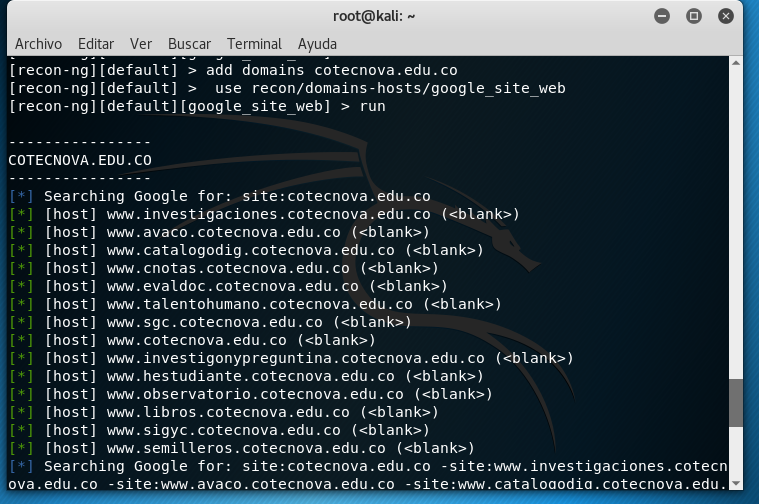 root@kali: ~
Archivo Editar Ver Buscar Terminal Ayuda
[recon-ng][default] > add domains cotecnova.edu.co
[recon-ng][default] >  use recon/domains-hosts/google_site_web
[recon-ng][default][google_site_web] > run
----------------
COTECNOVA.EDU.CO
----------------
[*] Searching Google for: site:cotecnova.edu.co
[*] [host] www.investigaciones.cotecnova.edu.co (<blank>)
[*] [host] www.avaco.cotecnova.edu.co (<blank>)
[*] [host] www.catalogodig.cotecnova.edu.co (<blank>)
[*] [host] www.cnotas.cotecnova.edu.co (<blank>)
[*] [host] www.evaldoc.cotecnova.edu.co (<blank>)
[*] [host] www.talentohumano.cotecnova.edu.co (<blank>)
[*] [host] www.sgc.cotecnova.edu.co (<blank>)
[*] [host] www.cotecnova.edu.co (<blank>)
[*] [host] www.investigonypreguntina.cotecnova.edu.co (<blank>)
[*] [host] www.hestudiante.cotecnova.edu.co (<blank>)
[*] [host] www.observatorio.cotecnova.edu.co (<blank>)
[*] [host] www.libros.cotecnova.edu.co (<blank>)
[*] [host] www.sigyc.cotecnova.edu.co (<blank>)
[*] [host] www.semilleros.cotecnova.edu.co (<blank>)
[*] Searching Google for: site:cotecnova.edu.co -site:www.investigaciones.cotecn
ova.edu.co -site:www.avaco.cotecnova.edu.co -site:www.catalogodig.cotecnova.edu.